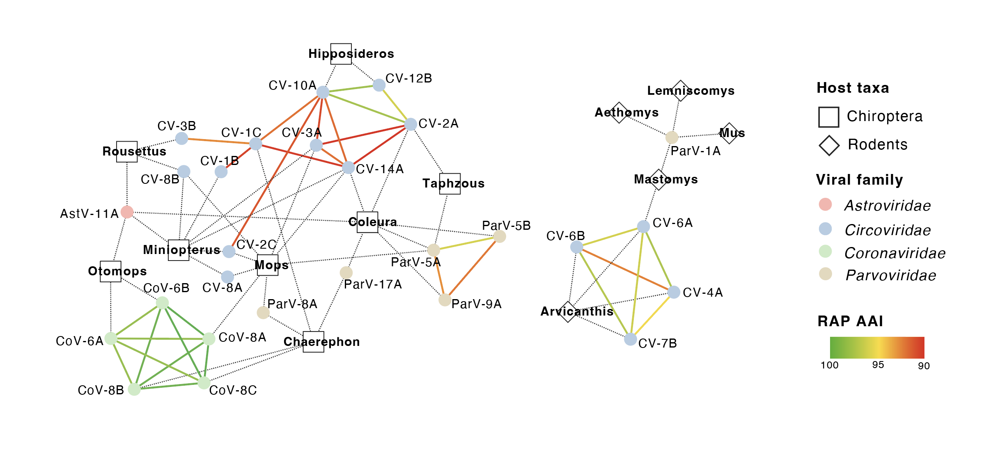 Hipposideros
CV-12B
CV-10A
CV-2A
CV-3B
CV-1C
CV-3A
Rousettus
CV-1B
CV-14A
CV-8B
Taphzous
AstV-11A
Coleura
ParV-5B
CV-2C
Miniopterus
Mops
ParV-5A
Otomops
CoV-6B
CV-8A
ParV-17A
ParV-8A
ParV-9A
CoV-6A
CoV-8A
Chaerephon
CoV-8B
CoV-8C
Lemniscomys
Aethomys
Mus
ParV-1A
Mastomys
CV-6A
CV-6B
CV-4A
Arvicanthis
CV-7B
Host taxa
Chiroptera
Rodents
Viral family
Astroviridae
Circoviridae
Coronaviridae
Parvoviridae
RAP AAI
100 95 90